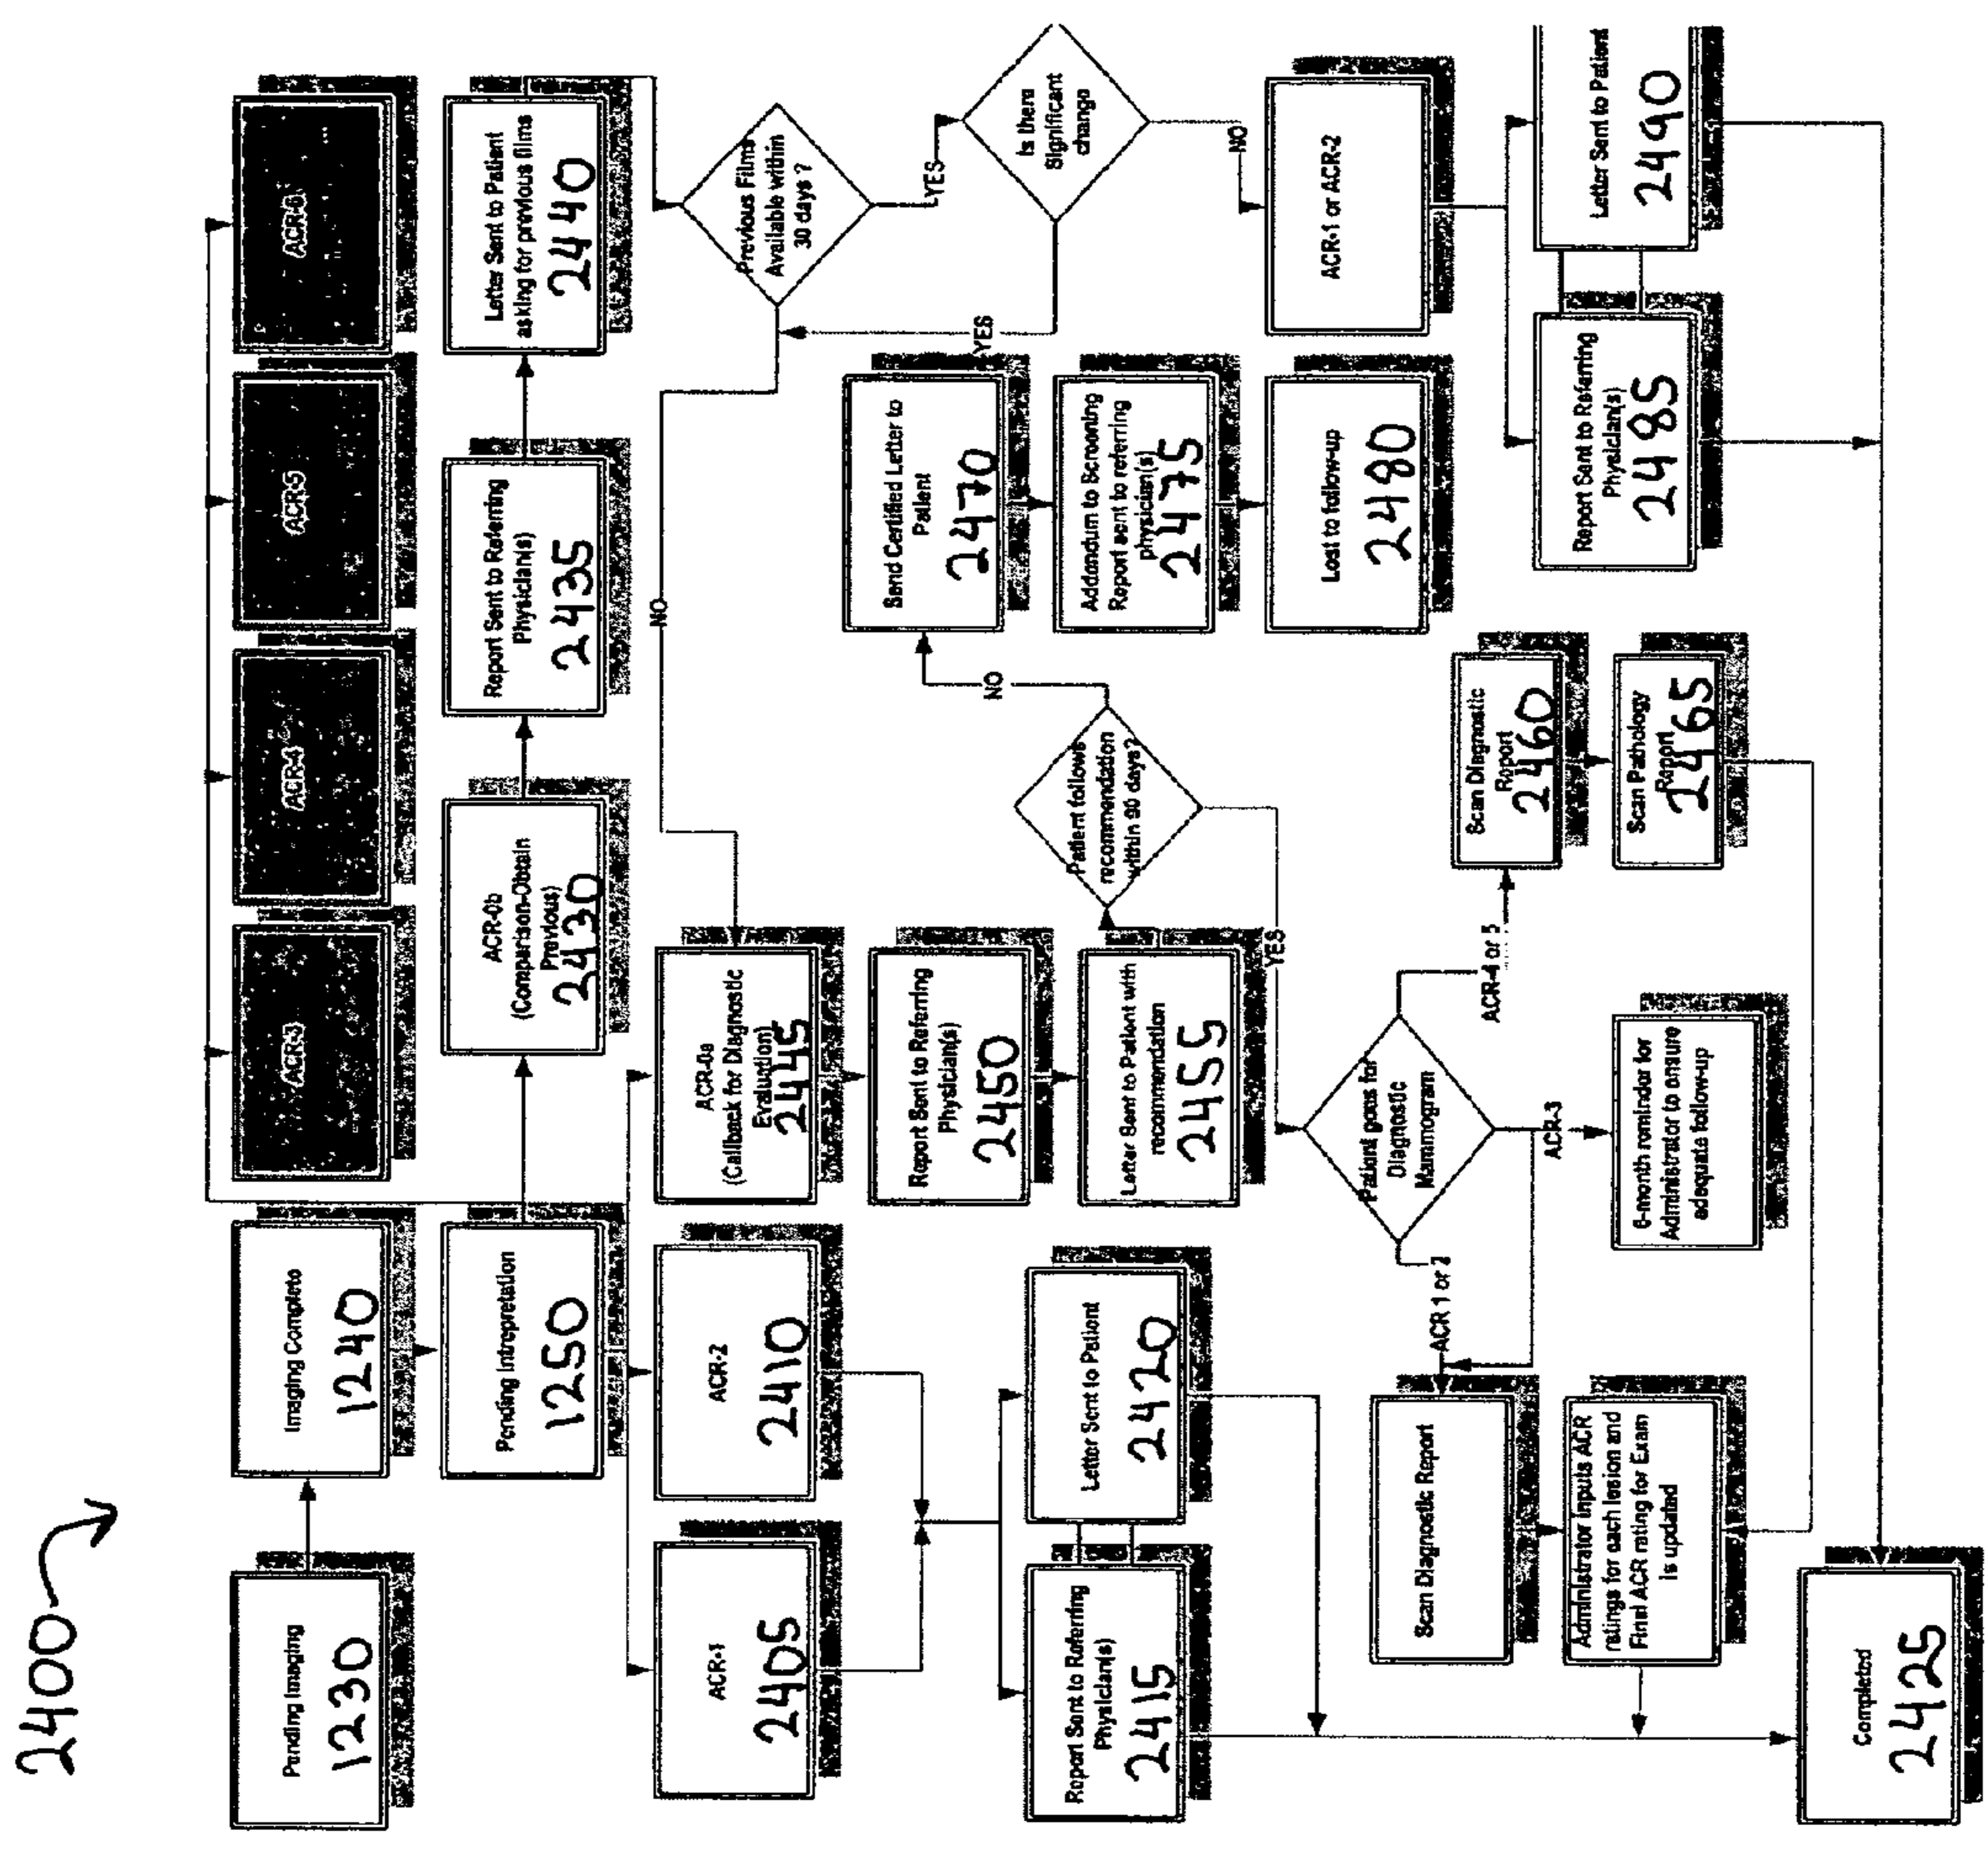 2400
Pending Imaging
1230
Imaging Complete
1240
ACR-3
ACR-4
ACR-5
ACR-6
Pending Intrepretation
1250
ACR-0b
(Comparison-Obtain
Previous)
2430
Report Sent to Referring
Physician(s)
2435
Letter Sent to Patient
asking for previous films
2440
ACR-1
2405
ACR-2
2410
ACR-0a
(Callback for Diagnostic
Evaluation)
2445
NO
Previous Films
Available within
30 days ?
YES
Report Sent to Referring
Physician(s)
2450
Send Certified Letter to
Patient
2470
YES
Is there
Significant
change
NO
Report Sent to Referring
Physician(s)
2415
Letter Sent to Patient
2420
Letter Sent to Patient with
recommendation
2455
Patient follows
recommendation
within 90 days?
NO
YES
Addendum to Screening
Report sent to referring
physician(s)
2475
Lost to follow-up
2480
ACR-1 or ACR-2
Patient goes for
Diagnostic
Mammogram
ACR 1 or 2
ACR-4 or 5
ACR-3
Scan Diagnostic Report
Scan Diagnostic
Report
2460
Scan Pathology
Report
2465
Report Sent to Referring
Physician(s)
2485
Letter Sent to Patient
2490
Administrator inputs ACR
ratings for each lesion and
Final ACR rating for Exam
is updated
6-month reminder for
Administrator to ensure
adequate follow-up
Completed
2425